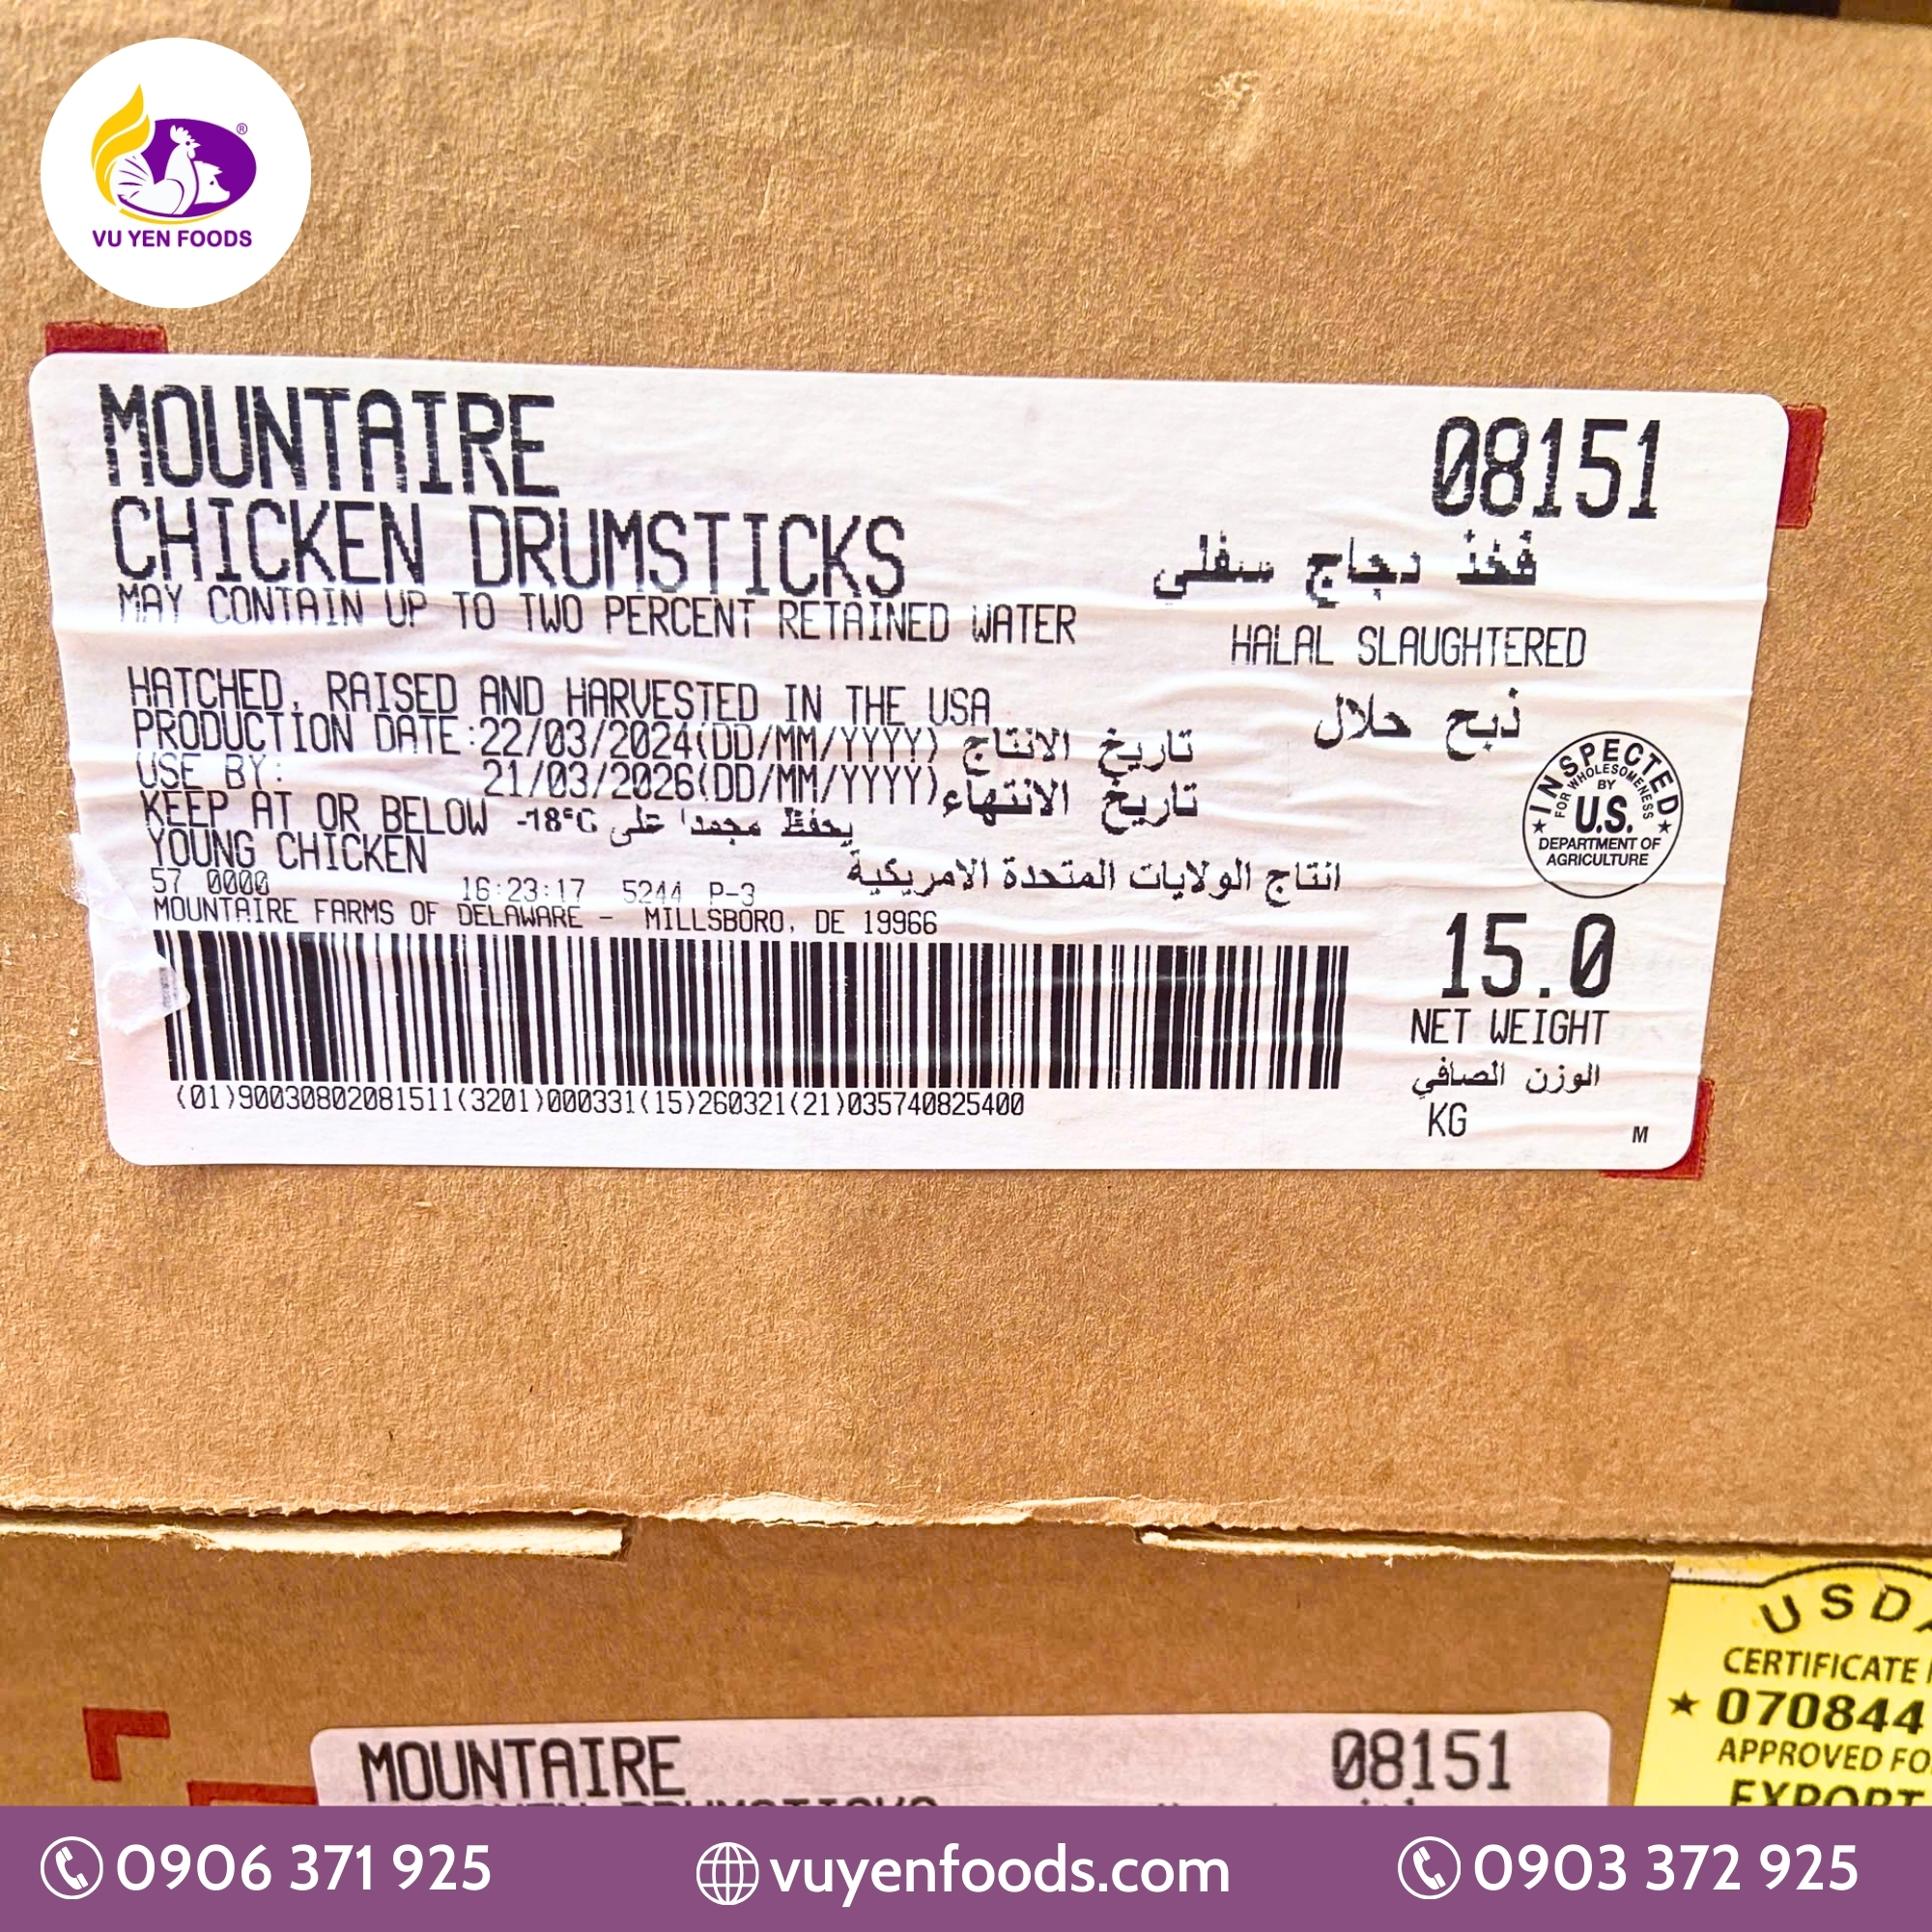 VU YEN FOODS
®
MOUNTAIRE
08151
CHICKEN DRUMSTICKS
فخذ دجاج سفلي
MAY CONTAIN UP TO TWO PERCENT RETAINED WATER
HALAL SLAUGHTERED
ذبح حلال
HATCHED, RAISED AND HARVESTED IN THE USA
PRODUCTION DATE:22/03/2024(DD/MM/YYYY) تاريخ الانتاج
USE BY: 21/03/2026(DD/MM/YYYY) تاريخ الانتهاء
KEEP AT OR BELOW -18°C يحفظ مجمدا على
YOUNG CHICKEN
انتاج الولايات المتحدة الامريكية
57 0000 16:23:17 5244 P-3
MOUNTAIRE FARMS OF DELAWARE - MILLSBORO, DE 19966
INSPECTED
FOR WHOLESOMENESS
BY
U.S.
DEPARTMENT OF
AGRICULTURE
15.0
NET WEIGHT
الوزن الصافي
KG
M
(01)90030802081511(3201)000331(15)260321(21)035740825400
USDA
CERTIFICATE
★ 070844
APPROVED FO
EXPORT
MOUNTAIRE
08151
0906 371 925
vuyenfoods.com
0903 372 925